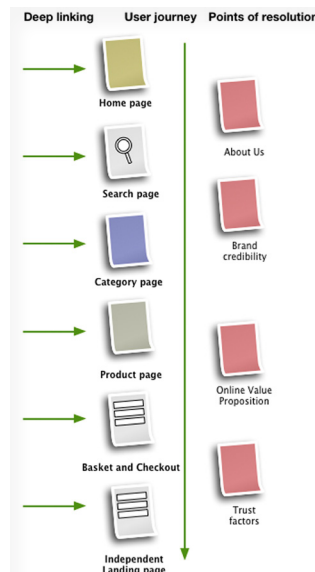 Deep linking
User journey
Points of resolution
Home page
About Us
Search page
Brand
credibility
Category page
Product page
Online Value
Proposition
Basket and Checkout
Trust
factors
Independent
Landing page